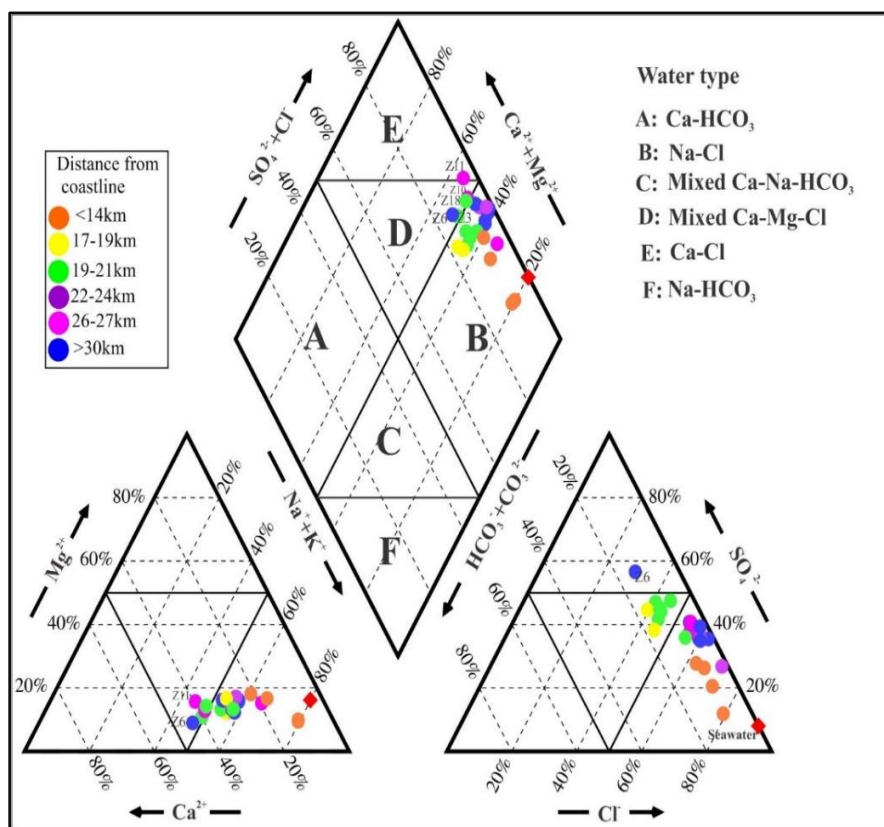 Distance from
coastline
<14km
17-19km
19-21km
22-24km
26-27km
>30km
Water type
A: Ca-HCO₃
B: Na-Cl
C: Mixed Ca-Na-HCO₃
D: Mixed Ca-Mg-Cl
E: Ca-Cl
F: Na-HCO₃
SO₄²⁻+Cl⁻
Ca²⁺+Mg²⁺
80%
80%
60%
60%
40%
40%
20%
20%
E
D
A
B
C
F
Z11
Z18
Z6
Na⁺+K⁺
HCO₃⁻+CO₃²⁻
Mg²⁺
80%
60%
40%
20%
20%
40%
60%
80%
Z6
80%
60%
40%
20%
Ca²⁺
SO₄²⁻
20%
40%
60%
80%
80%
60%
40%
20%
Z6
Seawater
20%
40%
60%
80%
Cl⁻